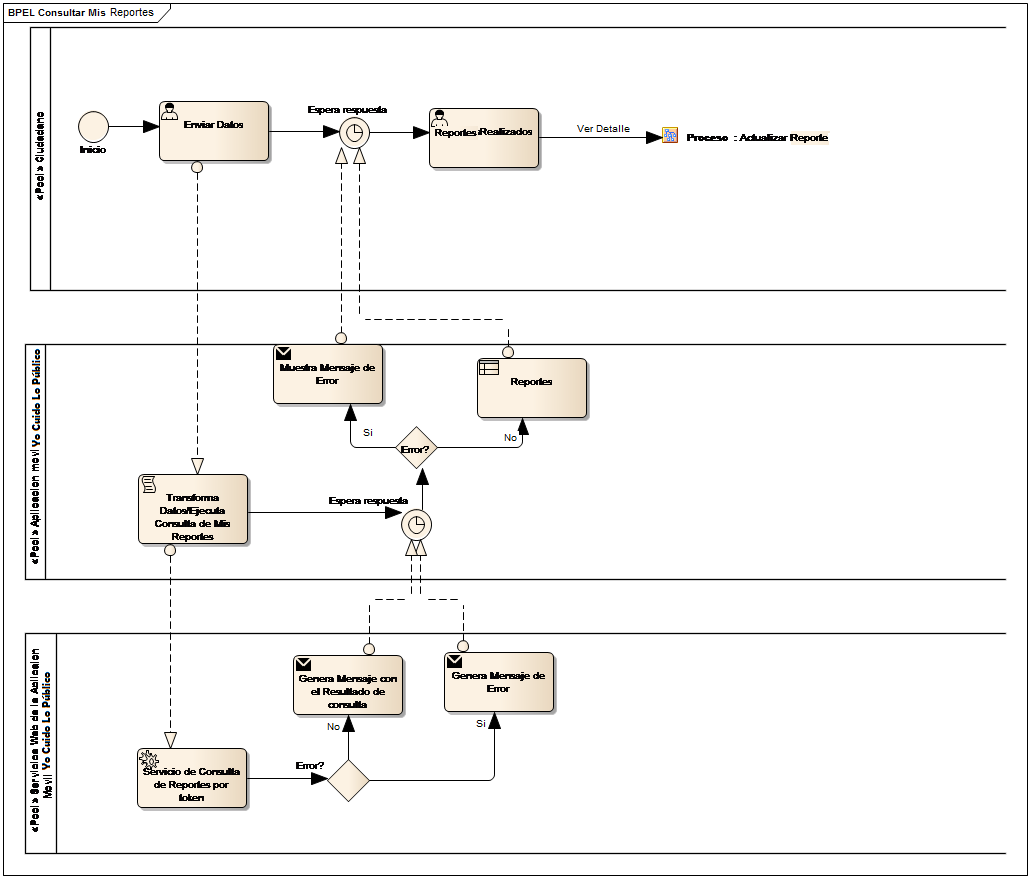 BPEL Consultar Mis Reportes
«Pool» Ciudadano
Inicio
Enviar Datos
Espera respuesta
Reportes Realizados
Ver Detalle
Proceso : Actualizar Reporte
«Pool» Aplicacion movil Yo Cuido Lo Público
Muestra Mensaje de
Error
Reportes
Si
Error?
No
Transforma
Datos/Ejecuta
Consulta de Mis
Reportes
Espera respuesta
«Pool» Servicios Web de la Aplicacion
Movil Yo Cuido Lo Público
Genera Mensaje con
el Resultado de
consulta
Genera Mensaje de
Error
No
Si
Servicio de Consulta
de Reportes por
token
Error?